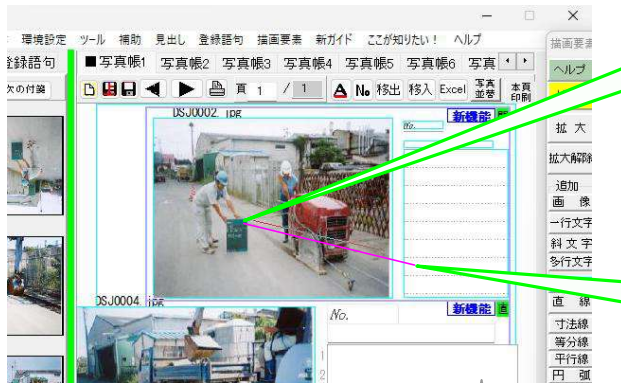 環境設定 ツール 補助 見出し 登録語句 描画要素 新ガイド ここが知りたい! ヘルプ
登録語句
■写真帳1 写真帳2 写真帳3 写真帳4 写真帳5 写真帳6 写真
次の付箋
頁 1 / 1 A No 移出 移入 Excel 写真並替 本頁印刷
DSJ0002.jpg
新機能
No.
DSJ0004.jpg
新機能 直
No.
1
2
描画要素
ヘルプ
拡大
拡大解除
追加
画像
一行文字
斜文字
多行文字
直線
寸法線
等分線
平行線
円弧